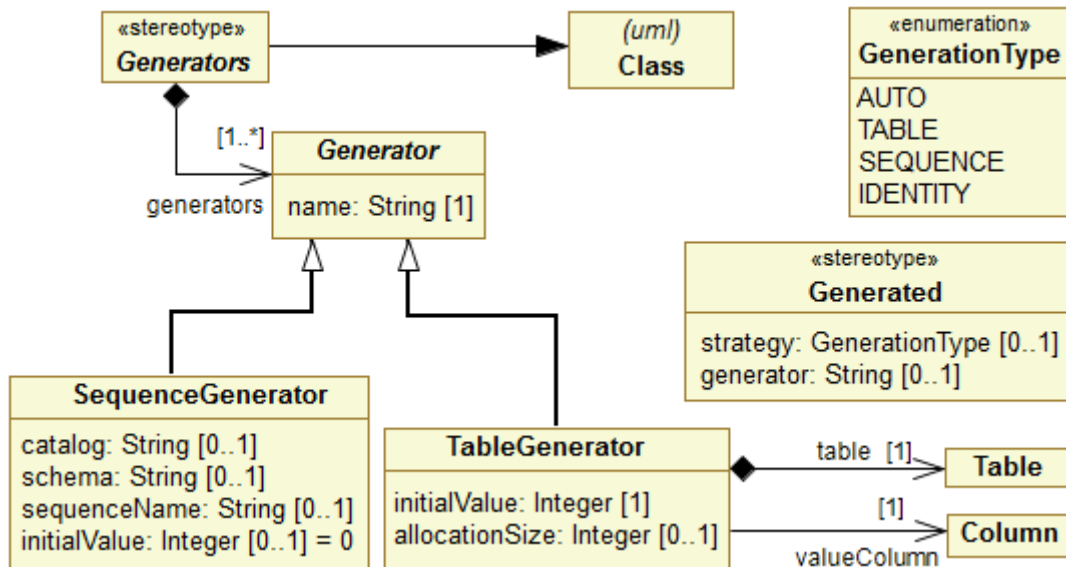 «stereotype»
Generators
(uml)
Class
«enumeration»
GenerationType
AUTO
TABLE
SEQUENCE
IDENTITY
[1..*]
generators
Generator
name: String [1]
«stereotype»
Generated
strategy: GenerationType [0..1]
generator: String [0..1]
SequenceGenerator
catalog: String [0..1]
schema: String [0..1]
sequenceName: String [0..1]
initialValue: Integer [0..1] = 0
TableGenerator
initialValue: Integer [1]
allocationSize: Integer [0..1]
table [1]
Table
[1]
valueColumn
Column